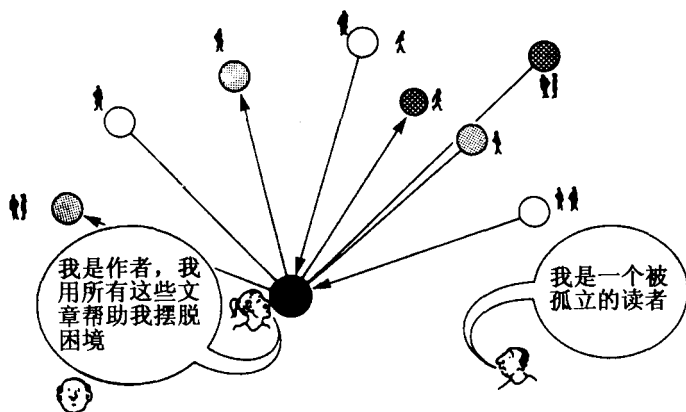 我是作者，我
用所有这些文
章帮助我摆脱
困境
我是一个被
孤立的读者